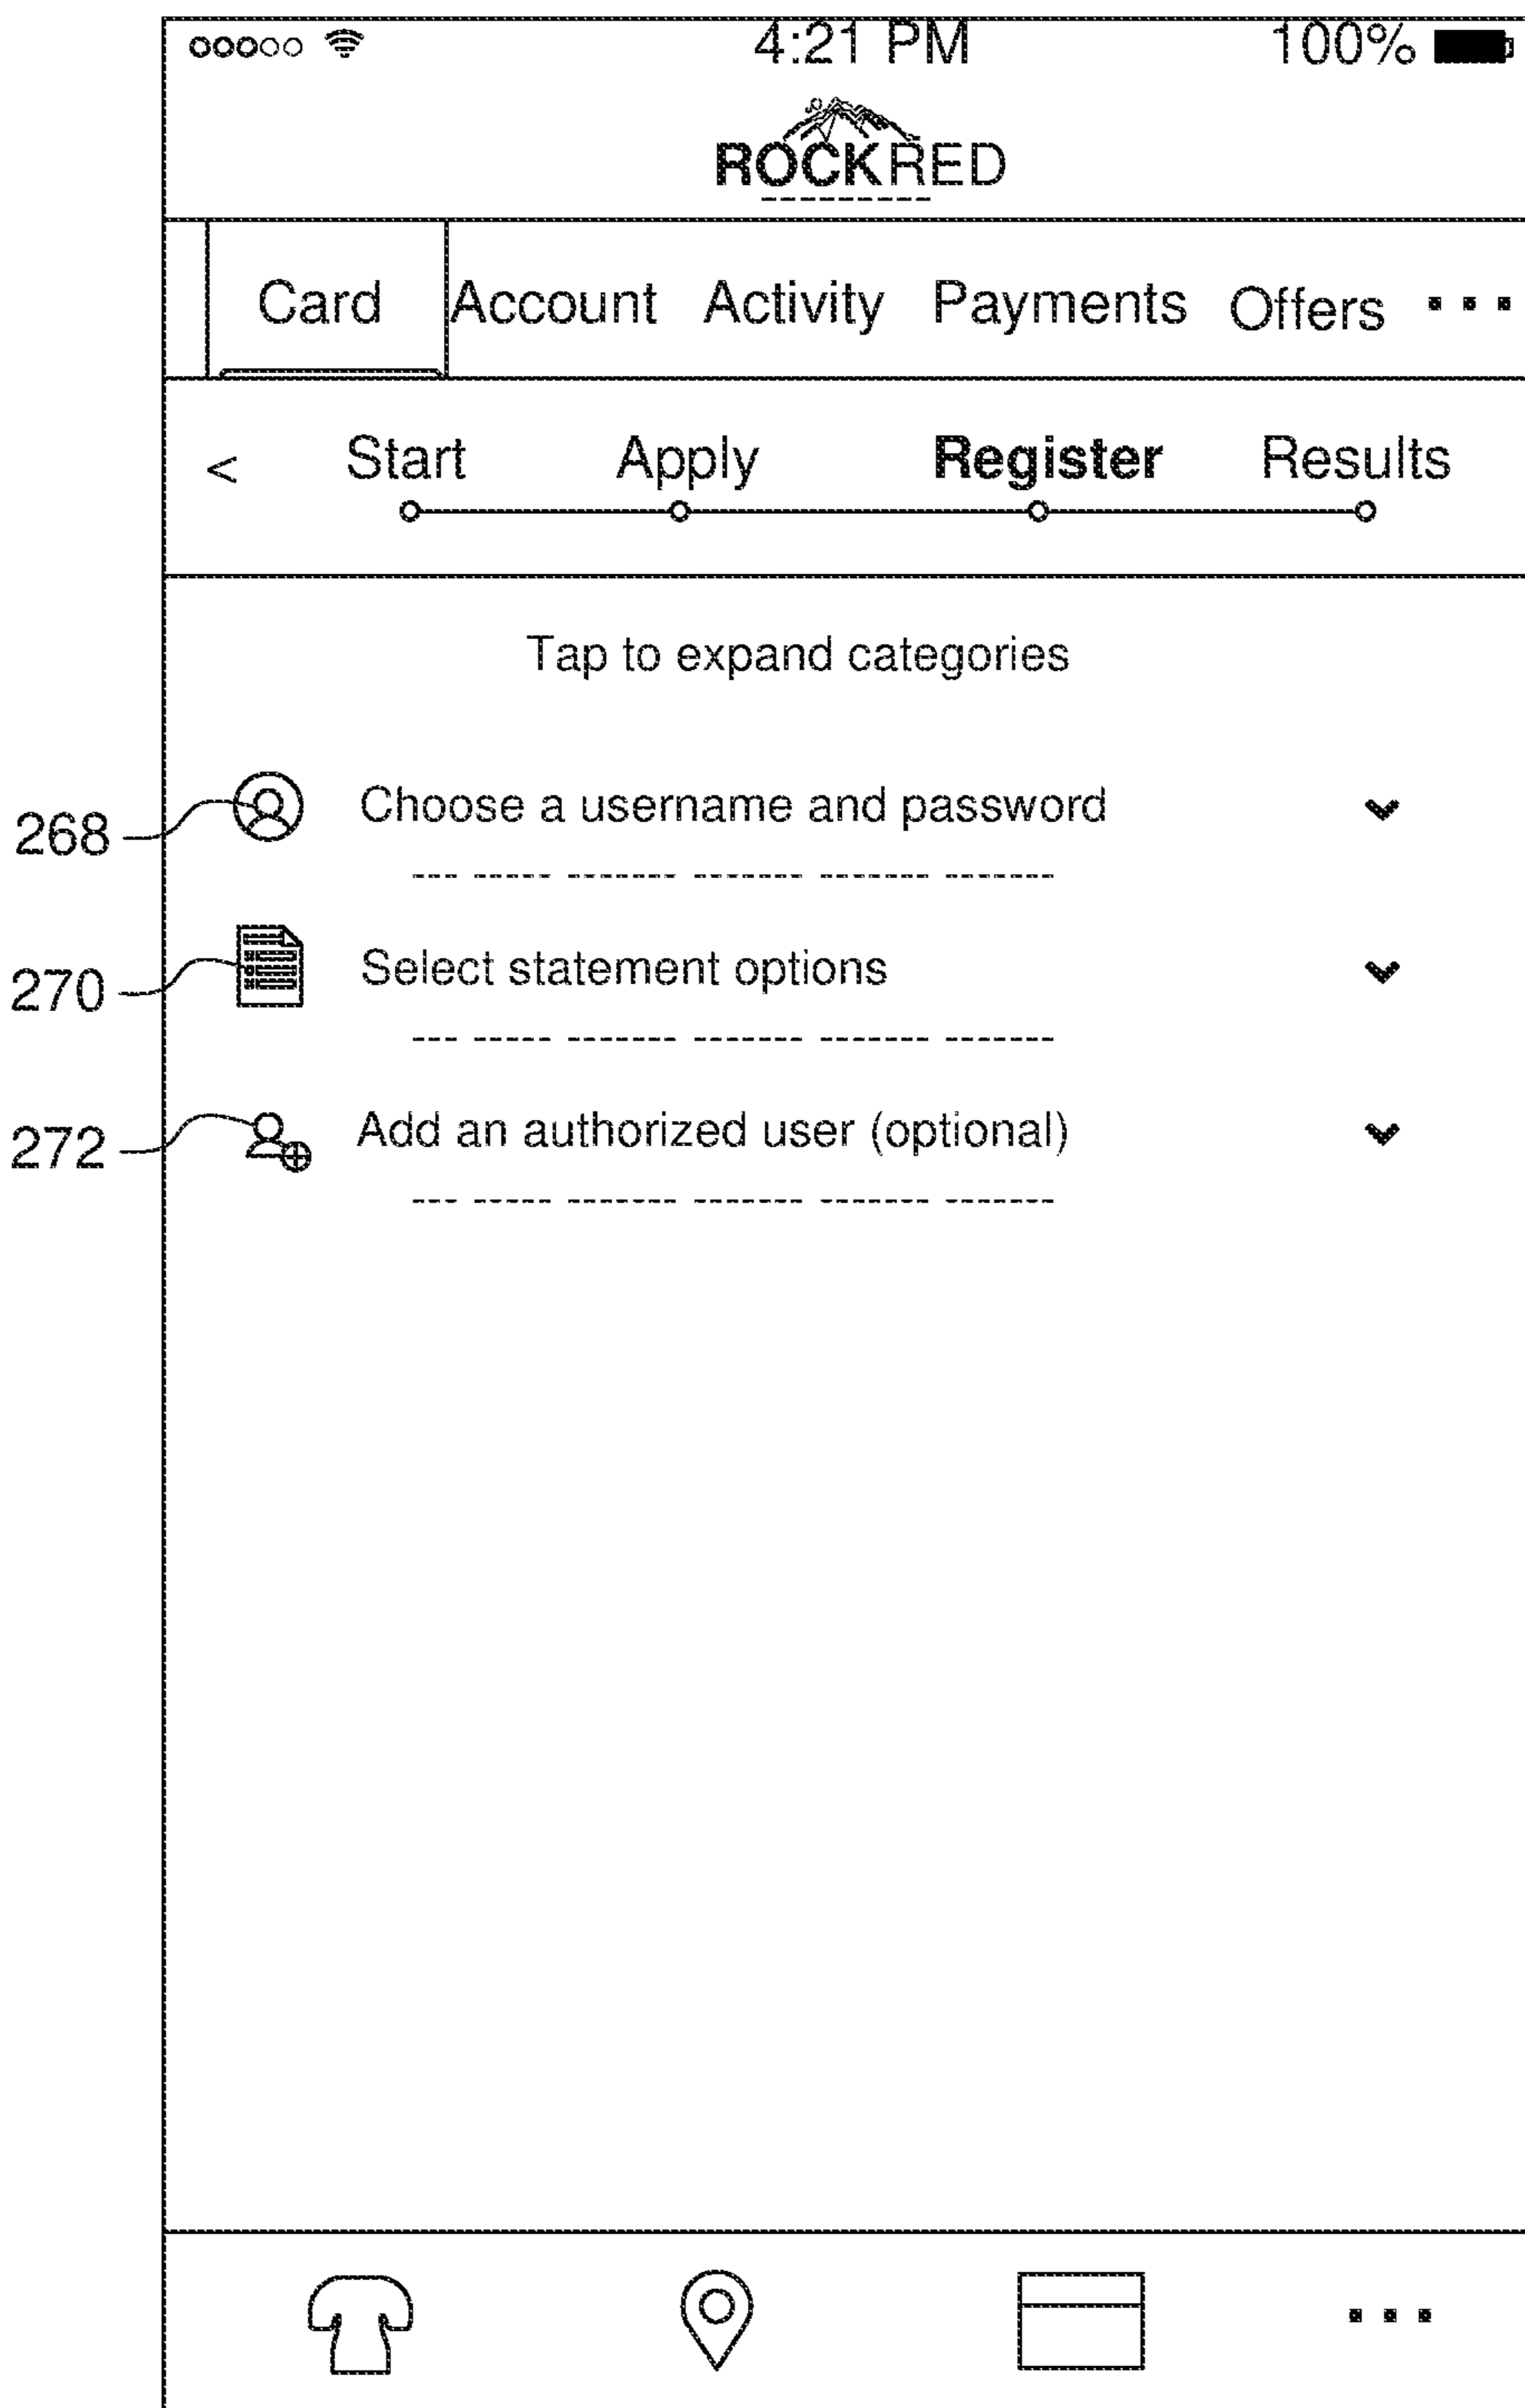 4:21 PM 100%
ROCKRED
Card Account Activity Payments Offers ...
< Start Apply Register Results
Tap to expand categories
268 Choose a username and password
270 Select statement options
272 Add an authorized user (optional)
...